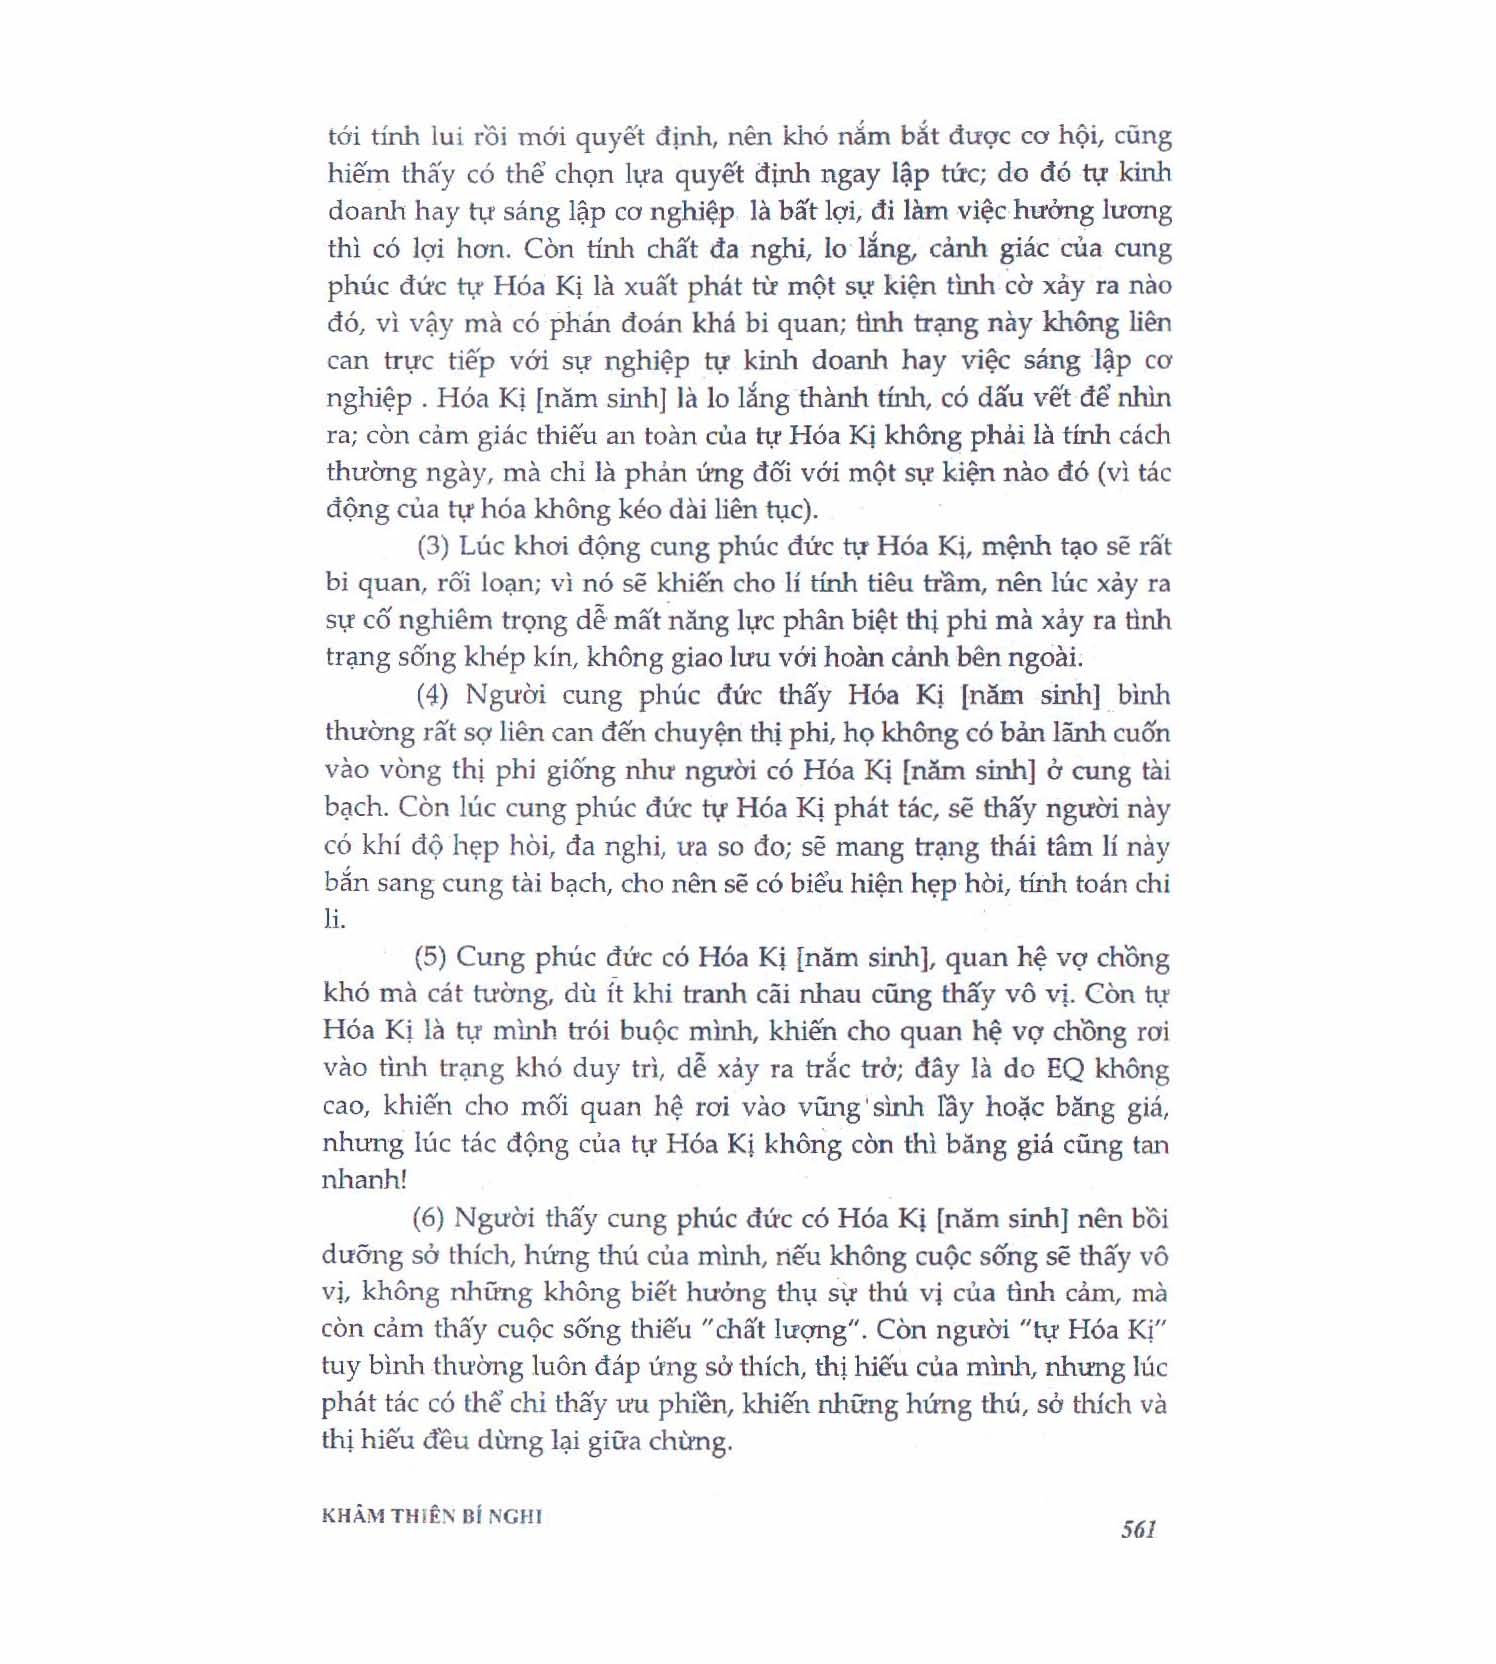 tới tính lui rồi mới quyết định, nên khó nắm bắt được cơ hội, cũng
hiếm thấy có thể chọn lựa quyết định ngay lập tức; do đó tự kinh
doanh hay tự sáng lập cơ nghiệp là bất lợi, đi làm việc hưởng lương
thì có lợi hơn. Còn tính chất đa nghi, lo lắng, cảnh giác của cung
phúc đức tự Hóa Kị là xuất phát từ một sự kiện tình cờ xảy ra nào
đó, vì vậy mà có phán đoán khá bi quan; tình trạng này không liên
can trực tiếp với sự nghiệp tự kinh doanh hay việc sáng lập cơ
nghiệp . Hóa Kị [năm sinh] là lo lắng thành tính, có dấu vết để nhìn
ra; còn cảm giác thiếu an toàn của tự Hóa Kị không phải là tính cách
thường ngày, mà chỉ là phản ứng đối với một sự kiện nào đó (vì tác
động của tự hóa không kéo dài liên tục).
(3) Lúc khơi động cung phúc đức tự Hóa Kị, mệnh tạo sẽ rất
bi quan, rối loạn; vì nó sẽ khiến cho lí tính tiêu trầm, nên lúc xảy ra
sự cố nghiêm trọng dễ mất năng lực phân biệt thị phi mà xảy ra tình
trạng sống khép kín, không giao lưu với hoàn cảnh bên ngoài.
(4) Người cung phúc đức thấy Hóa Kị [năm sinh] bình
thường rất sợ liên can đến chuyện thị phi, họ không có bản lãnh cuốn
vào vòng thị phi giống như người có Hóa Kị [năm sinh] ở cung tài
bạch. Còn lúc cung phúc đức tự Hóa Kị phát tác, sẽ thấy người này
có khí độ hẹp hòi, đa nghi, ưa so đo; sẽ mang trạng thái tâm lí này
bắn sang cung tài bạch, cho nên sẽ có biểu hiện hẹp hòi, tính toán chi
li.
(5) Cung phúc đức có Hóa Kị [năm sinh], quan hệ vợ chồng
khó mà cát tường, dù ít khi tranh cãi nhau cũng thấy vô vị. Còn tự
Hóa Kị là tự mình trói buộc mình, khiến cho quan hệ vợ chồng rơi
vào tình trạng khó duy trì, dễ xảy ra trắc trở; đây là do EQ không
cao, khiến cho mối quan hệ rơi vào vũng sình lầy hoặc băng giá,
nhưng lúc tác động của tự Hóa Kị không còn thì băng giá cũng tan
nhanh!
(6) Người thấy cung phúc đức có Hóa Kị [năm sinh] nên bồi
dưỡng sở thích, hứng thú của mình, nếu không cuộc sống sẽ thấy vô
vị, không những không biết hưởng thụ sự thú vị của tình cảm, mà
còn cảm thấy cuộc sống thiếu "chất lượng". Còn người "tự Hóa Kị"
tuy bình thường luôn đáp ứng sở thích, thị hiếu của mình, nhưng lúc
phát tác có thể chỉ thấy ưu phiền, khiến những hứng thú, sở thích và
thị hiếu đều dừng lại giữa chừng.
KHÂM THIÊN BÍ NGHI
561